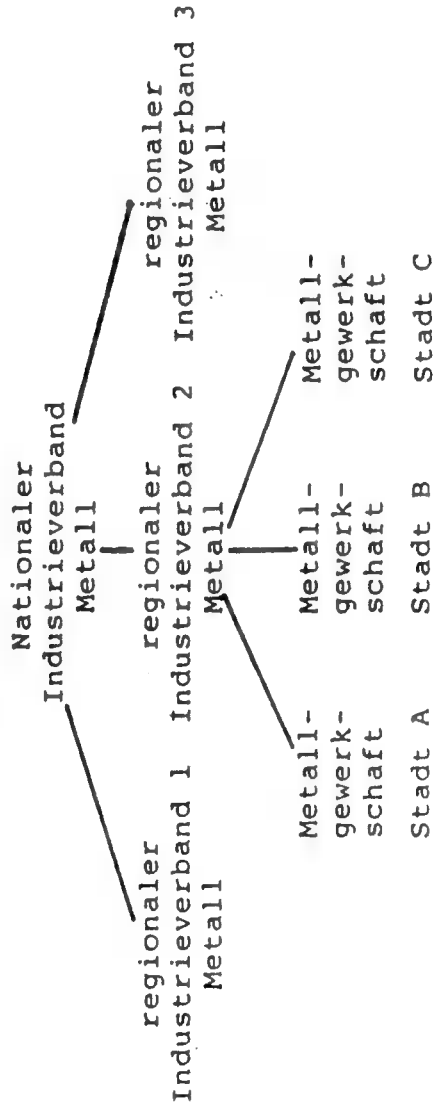 Nationaler
Industrieverband
Metall
regionaler
Industrieverband 1
Metall
regionaler
Industrieverband 2
Metall
regionaler
Industrieverband 3
Metall
Metall-
gewerk-
schaft
Stadt A
Metall-
gewerk-
schaft
Stadt B
Metall-
gewerk-
schaft
Stadt C